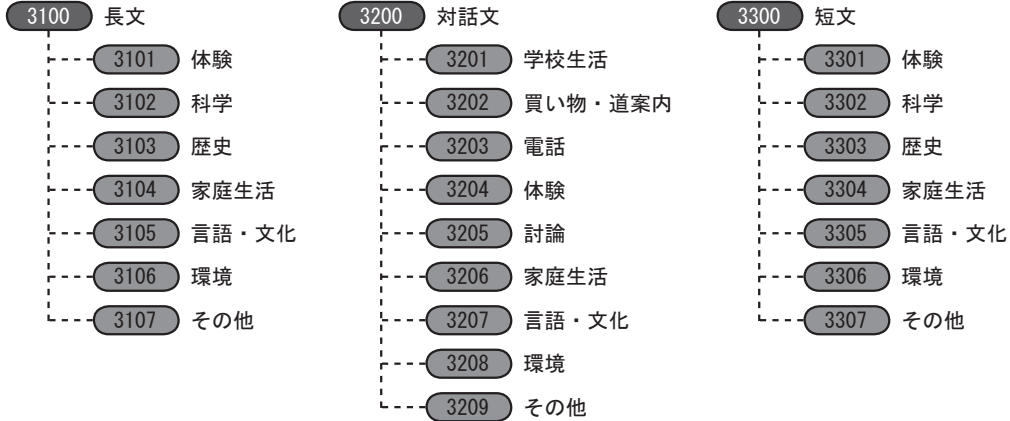 3100 長文
3101 体験
3102 科学
3103 歴史
3104 家庭生活
3105 言語・文化
3106 環境
3107 その他
3200 対話文
3201 学校生活
3202 買い物・道案内
3203 電話
3204 体験
3205 討論
3206 家庭生活
3207 言語・文化
3208 環境
3209 その他
3300 短文
3301 体験
3302 科学
3303 歴史
3304 家庭生活
3305 言語・文化
3306 環境
3307 その他